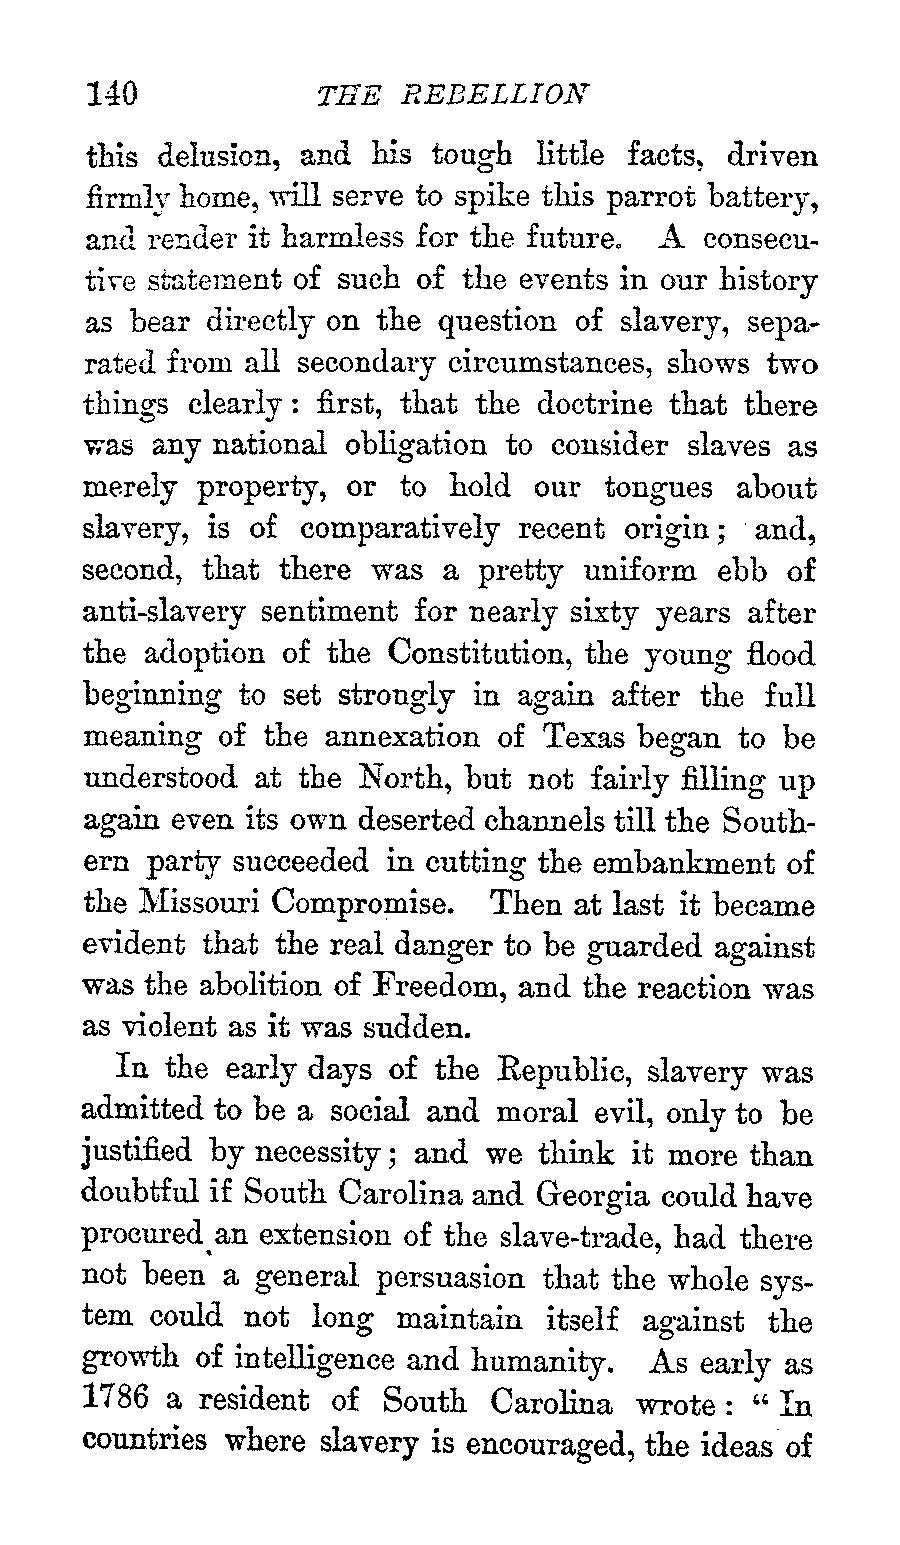 140 THE REBELLION
this delusion, and his tough little facts, driven
firmly home, will serve to spike this parrot battery,
and render it harmless for the future. A consecu-
tive statement of such of the events in our history
as bear directly on the question of slavery, sepa-
rated from all secondary circumstances, shows two
things clearly : first, that the doctrine that there
was any national obligation to consider slaves as
merely property, or to hold our tongues about
slavery, is of comparatively recent origin ; and,
second, that there was a pretty uniform ebb of
anti-slavery sentiment for nearly sixty years after
the adoption of the Constitution, the young flood
beginning to set strongly in again after the full
meaning of the annexation of Texas began to be
understood at the North, but not fairly filling up
again even its own deserted channels till the South-
ern party succeeded in cutting the embankment of
the Missouri Compromise. Then at last it became
evident that the real danger to be guarded against
was the abolition of Freedom, and the reaction was
as violent as it was sudden.
In the early days of the Republic, slavery was
admitted to be a social and moral evil, only to be
justified by necessity ; and we think it more than
doubtful if South Carolina and Georgia could have
procured an extension of the slave-trade, had there
not been a general persuasion that the whole sys-
tem could not long maintain itself against the
growth of intelligence and humanity. As early as
1786 a resident of South Carolina wrote : " In
countries where slavery is encouraged, the ideas of